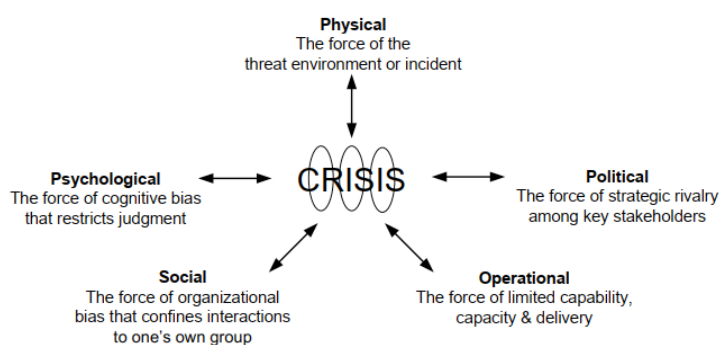 Physical
The force of the
threat environment or incident
Psychological
The force of cognitive bias
that restricts judgment
CRISIS
Political
The force of strategic rivalry
among key stakeholders
Social
The force of organizational
bias that confines interactions
to one's own group
Operational
The force of limited capability,
capacity & delivery